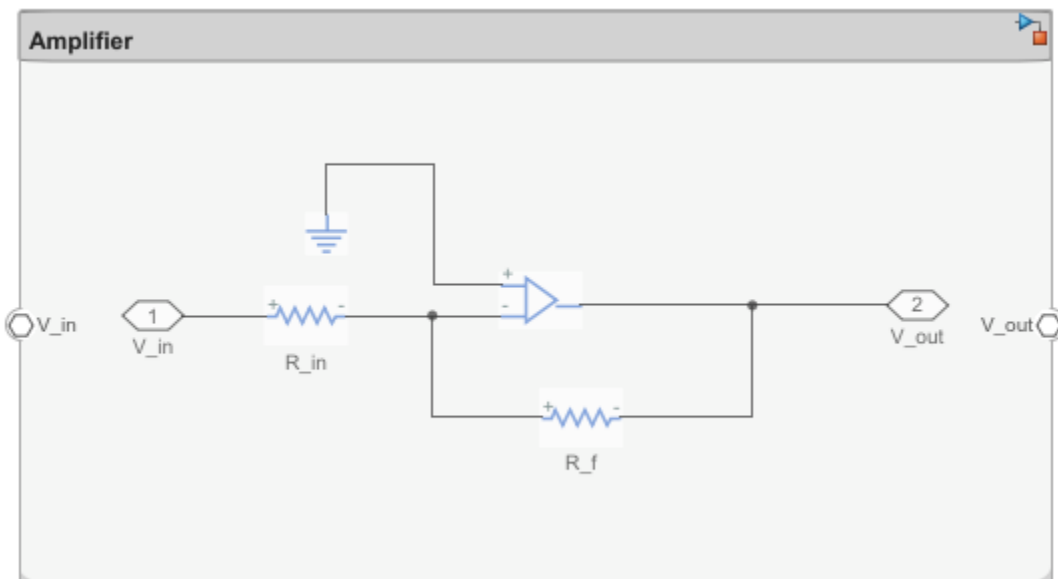 Amplifier
+
V_in
1
V_in
+
-
R_in
-
2
V_out
V_out
+
-
R_f